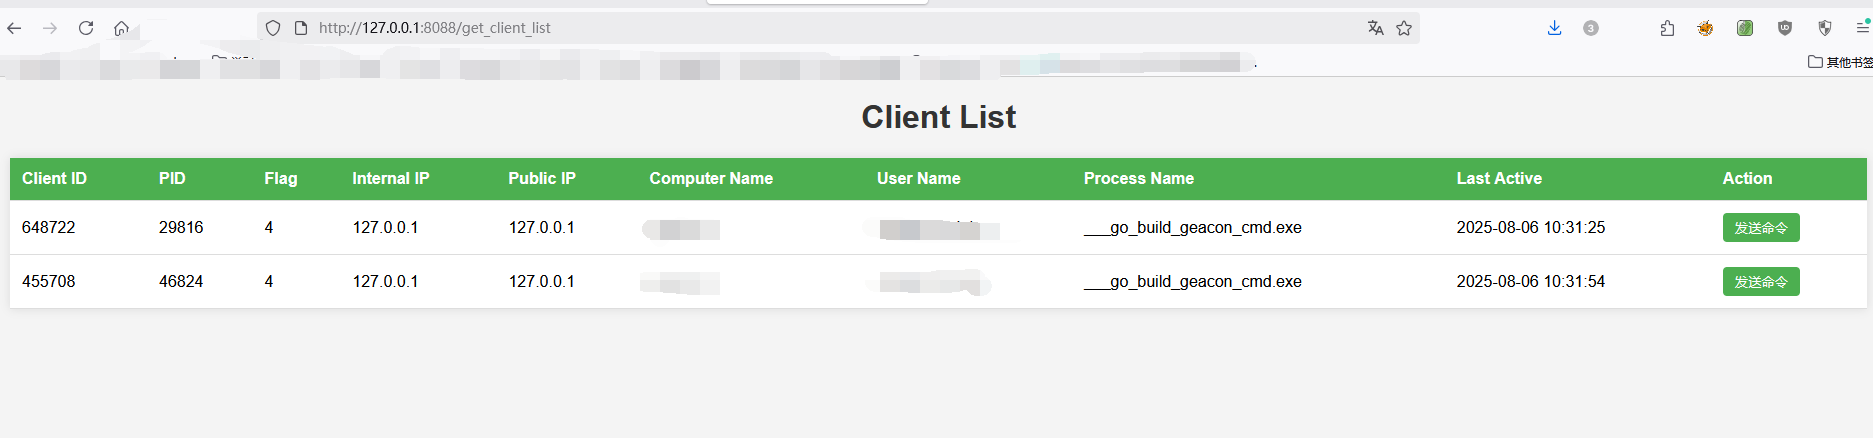 http://127.0.0.1:8088/get_client_list
3
其他书签
Client List
Client ID PID Flag Internal IP Public IP Computer Name User Name Process Name Last Active Action
648722 29816 4 127.0.0.1 127.0.0.1 ___go_build_geacon_cmd.exe 2025-08-06 10:31:25 发送命令
455708 46824 4 127.0.0.1 127.0.0.1 ___go_build_geacon_cmd.exe 2025-08-06 10:31:54 发送命令